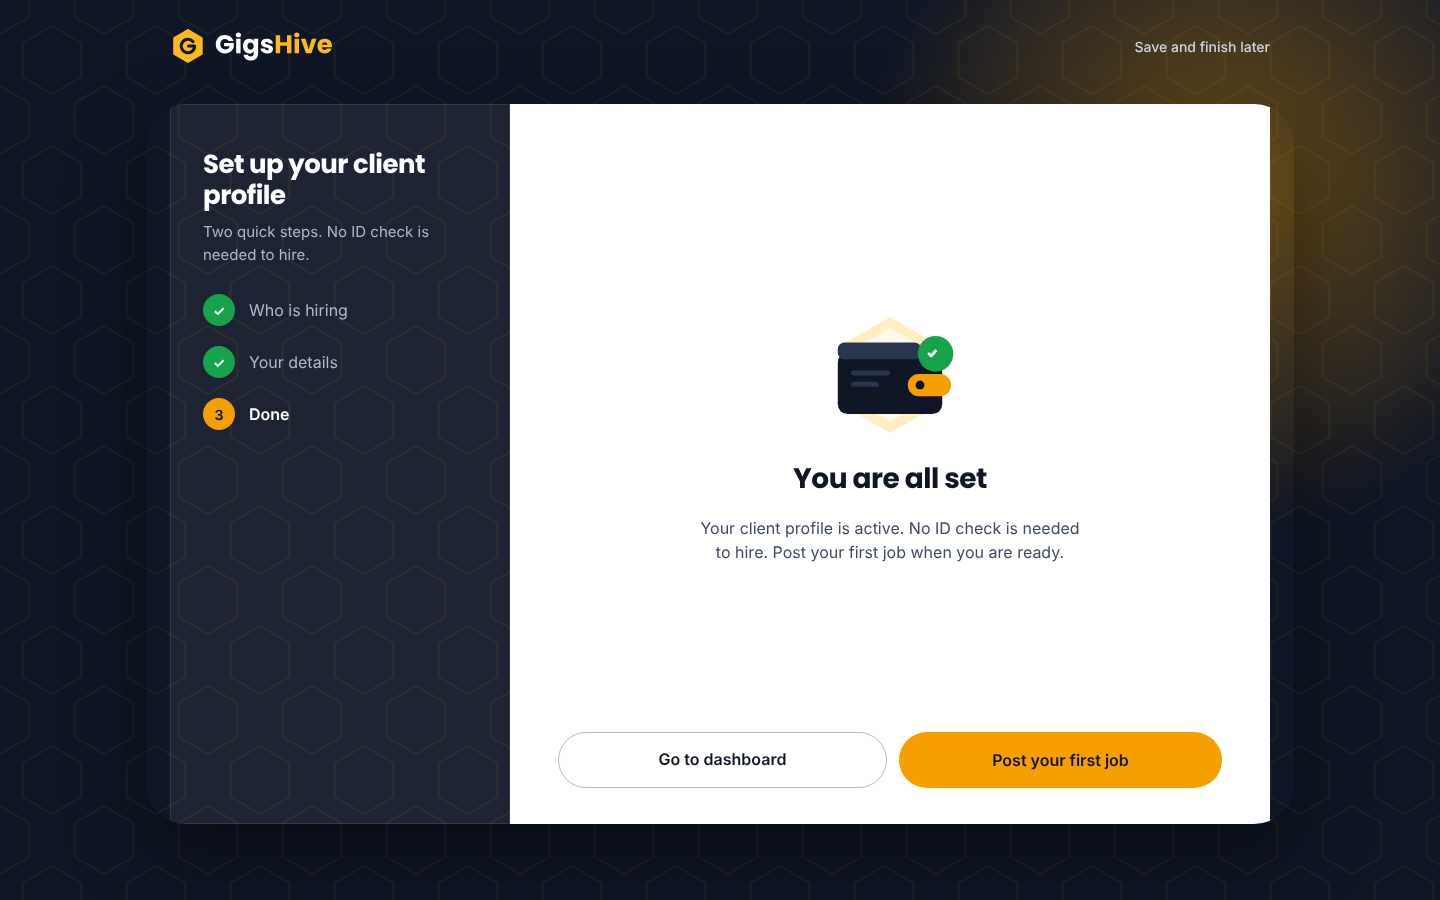 GigsHive
Save and finish later
Set up your client
profile
Two quick steps. No ID check is
needed to hire.
Who is hiring
Your details
3 Done
You are all set
Your client profile is active. No ID check is needed
to hire. Post your first job when you are ready.
Go to dashboard
Post your first job